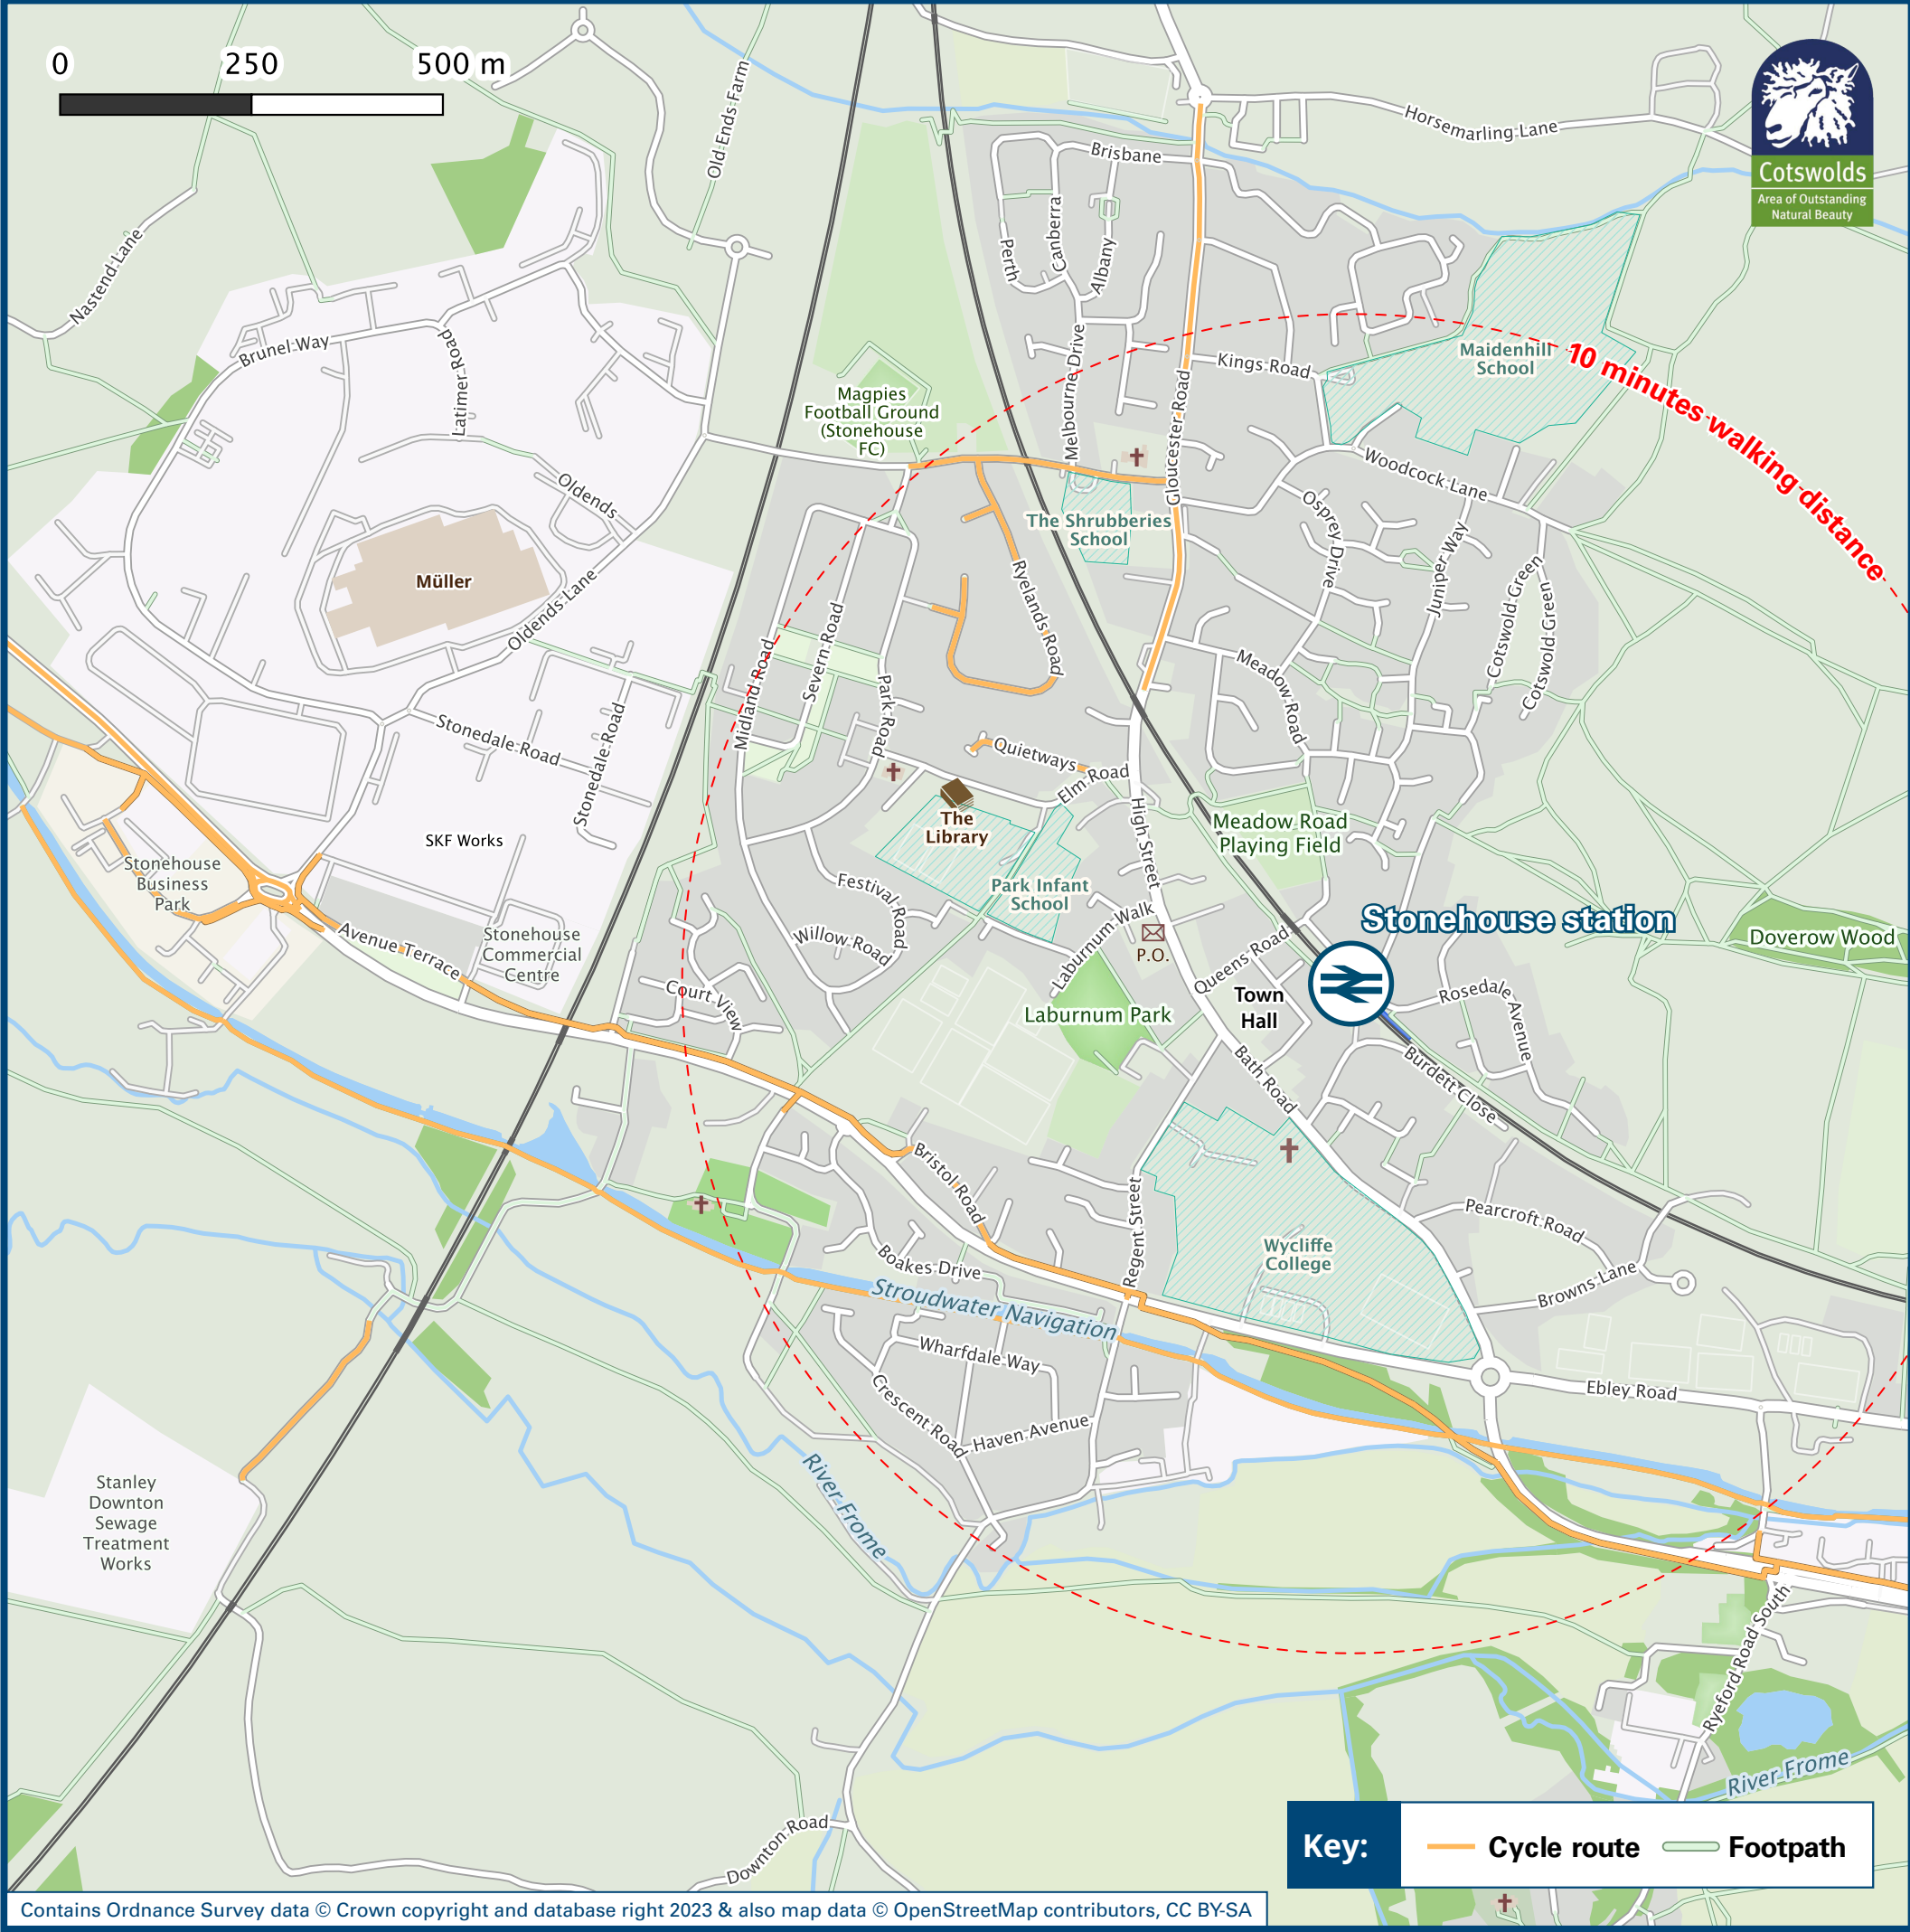 0 250 500 m
Cotswolds
Area of Outstanding
Natural Beauty
Old Ends Farm
Horsemarling Lane
Brisbane
Canberra
Perth
Albany
Nastend Lane
Brunel Way
Latimer Road
Melbourne Drive
Kings Road
Maidenhill
School
10 minutes walking distance
Magpies
Football Ground
(Stonehouse
FC)
Gloucester Road
Woodcock Lane
Oldends
The Shrubberies
School
Osprey Drive
Juniper Way
Müller
Oldends Lane
Ryelands Road
Cotswold Green
Cotswold Green
Severn Road
Midland Road
Park Road
Meadow Road
Stonedale Road
Stonedale Road
Quietways
Elm Road
High Street
SKF Works
The
Library
Meadow Road
Playing Field
Stonehouse
Business
Park
Park Infant
School
Festival Road
Willow Road
Laburnum Walk
P.O.
Stonehouse station
Doverow Wood
Avenue Terrace
Stonehouse
Commercial
Centre
Queens Road
Court View
Town
Hall
Laburnum Park
Rosedale Avenue
Bath Road
Burdett Close
Bristol Road
Regent Street
Pearcroft Road
Wycliffe
College
Boakes Drive
Browns Lane
Stroudwater Navigation
Wharfdale Way
Crescent Road
Haven Avenue
Ebley Road
River Frome
Stanley
Downton
Sewage
Treatment
Works
Ryeford Road South
River Frome
Downton Road
Key:
Cycle route
Footpath
Contains Ordnance Survey data © Crown copyright and database right 2023 & also map data © OpenStreetMap contributors, CC BY-SA